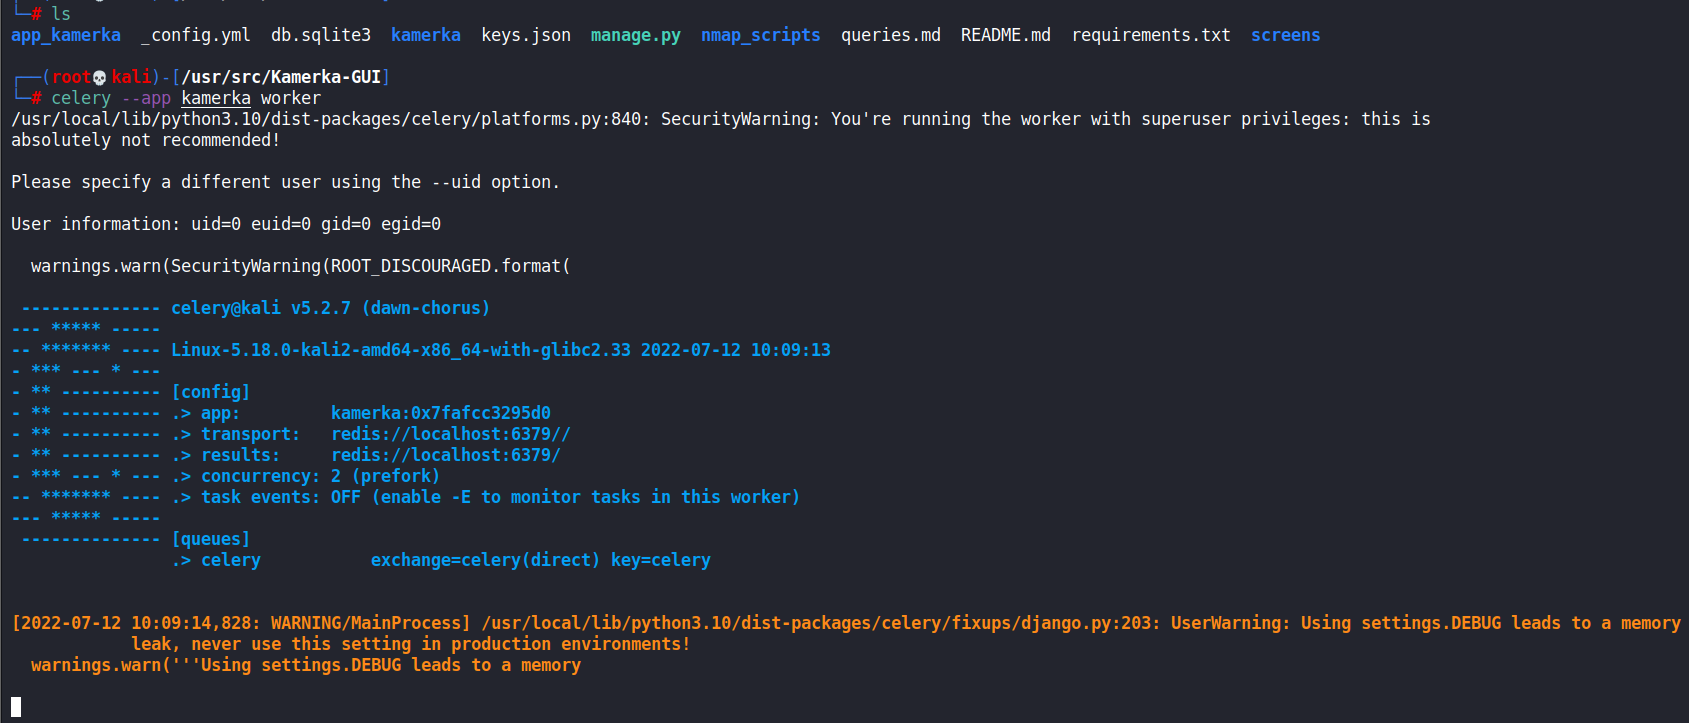 └─# ls
app_kamerka  _config.yml  db.sqlite3  kamerka  keys.json  manage.py  nmap_scripts  queries.md  README.md  requirements.txt  screens
┌──(root💀kali)-[/usr/src/Kamerka-GUI]
└─# celery --app kamerka worker
/usr/local/lib/python3.10/dist-packages/celery/platforms.py:840: SecurityWarning: You're running the worker with superuser privileges: this is
absolutely not recommended!
Please specify a different user using the --uid option.
User information: uid=0 euid=0 gid=0 egid=0
  warnings.warn(SecurityWarning(ROOT_DISCOURAGED.format(
 -------------- celery@kali v5.2.7 (dawn-chorus)
--- ***** -----
-- ******* ---- Linux-5.18.0-kali2-amd64-x86_64-with-glibc2.33 2022-07-12 10:09:13
- *** --- * ---
- ** ---------- [config]
- ** ---------- .> app:         kamerka:0x7fafcc3295d0
- ** ---------- .> transport:   redis://localhost:6379//
- ** ---------- .> results:     redis://localhost:6379/
- *** --- * --- .> concurrency: 2 (prefork)
-- ******* ---- .> task events: OFF (enable -E to monitor tasks in this worker)
--- ***** -----
 -------------- [queues]
                .> celery           exchange=celery(direct) key=celery
[2022-07-12 10:09:14,828: WARNING/MainProcess] /usr/local/lib/python3.10/dist-packages/celery/fixups/django.py:203: UserWarning: Using settings.DEBUG leads to a memory
            leak, never use this setting in production environments!
  warnings.warn('''Using settings.DEBUG leads to a memory